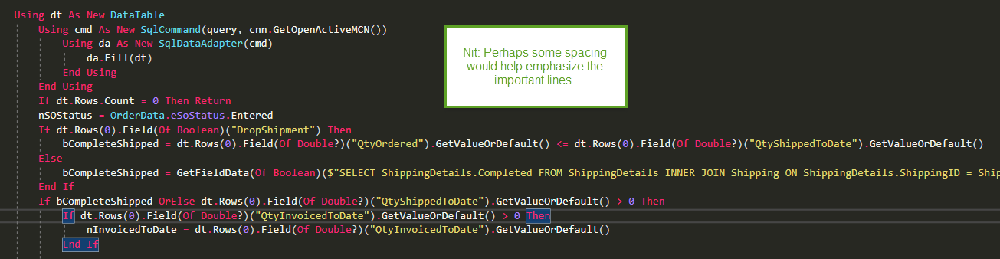 Using dt As New DataTable
Using cmd As New SqlCommand(query, cnn.GetOpenActiveMCN())
Using da As New SqlDataAdapter(cmd)
da.Fill(dt)
End Using
End Using
If dt.Rows.Count = 0 Then Return
nSOStatus = OrderData.eSoStatus.Entered
If dt.Rows(0).Field(Of Boolean)("DropShipment") Then
bCompleteShipped = dt.Rows(0).Field(Of Double?)("QtyOrdered").GetValueOrDefault() <= dt.Rows(0).Field(Of Double?)("QtyShippedToDate").GetValueOrDefault()
Else
bCompleteShipped = GetFieldData(Of Boolean)($"SELECT ShippingDetails.Completed FROM ShippingDetails INNER JOIN Shipping ON ShippingDetails.ShippingID = Ship
End If
If bCompleteShipped OrElse dt.Rows(0).Field(Of Double?)("QtyShippedToDate").GetValueOrDefault() > 0 Then
If dt.Rows(0).Field(Of Double?)("QtyInvoicedToDate").GetValueOrDefault() > 0 Then
nInvoicedToDate = dt.Rows(0).Field(Of Double?)("QtyInvoicedToDate").GetValueOrDefault()
End If
Nit: Perhaps some spacing
would help emphasize the
important lines.